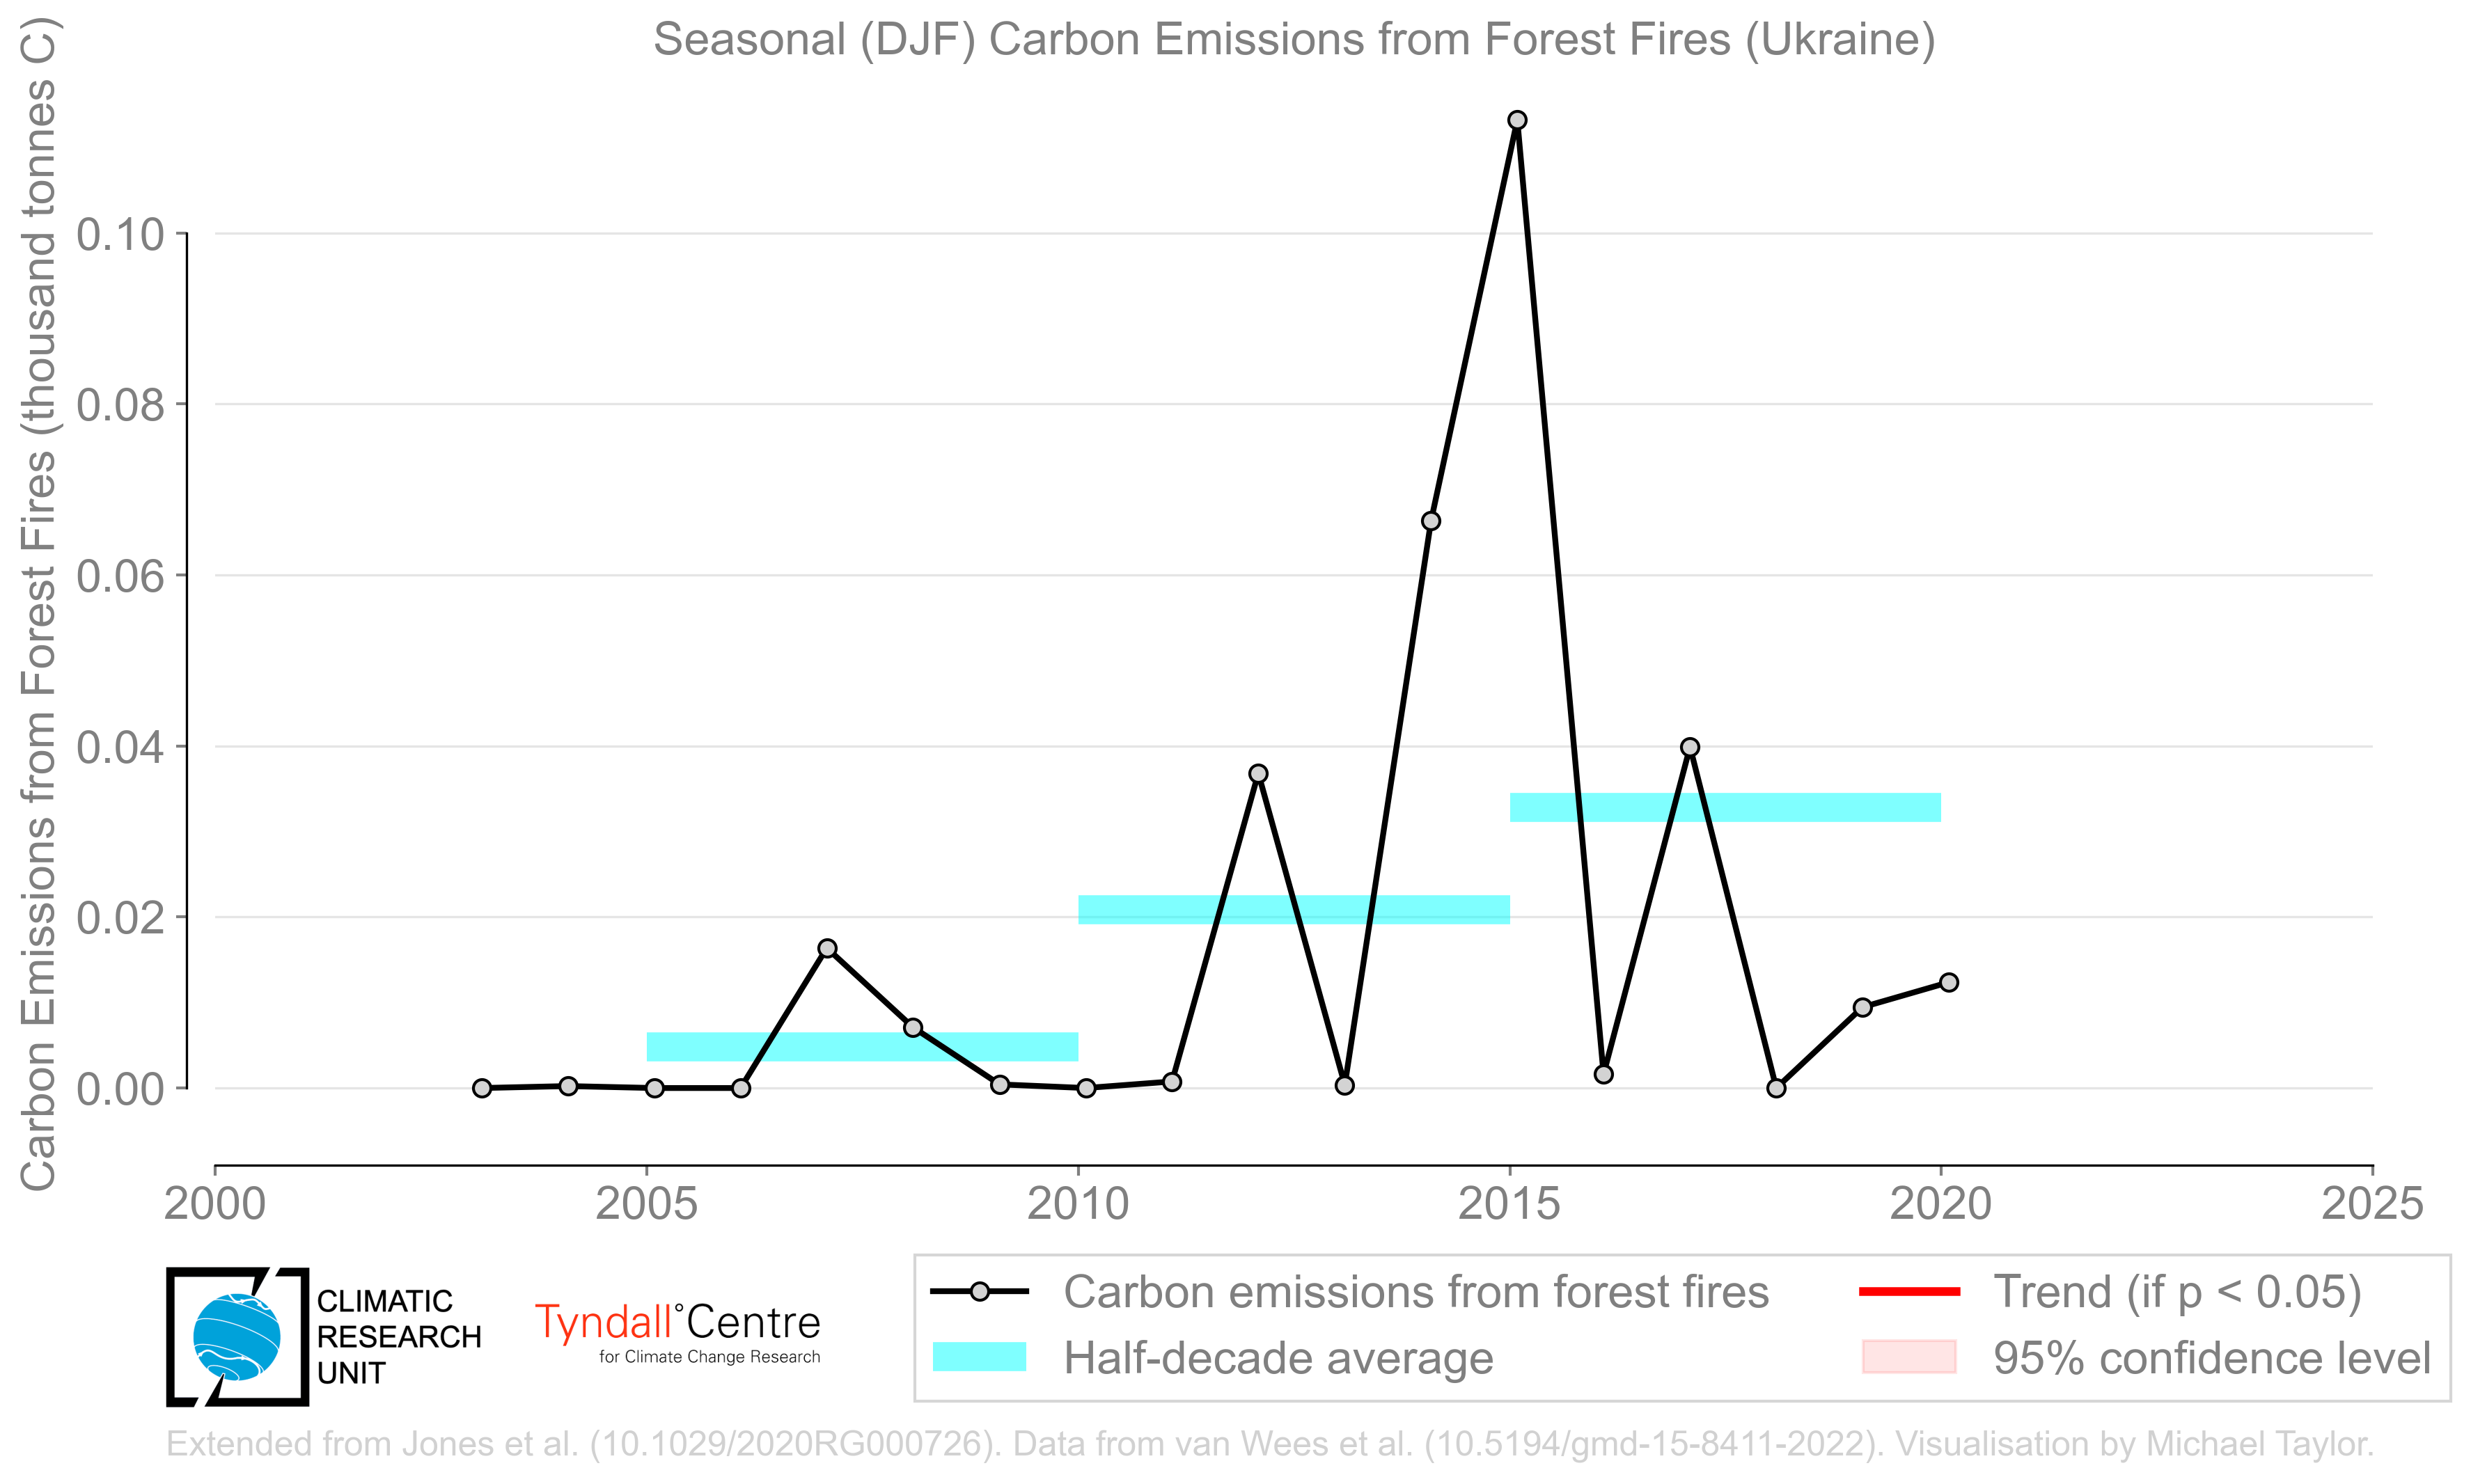 Seasonal (DJF) Carbon Emissions from Forest Fires (Ukraine)
Carbon Emissions from Forest Fires (thousand tonnes C)
0.10
0.08
0.06
0.04
0.02
0.00
2000 2005 2010 2015 2020 2025
CLIMATIC
RESEARCH
UNIT
Tyndall°Centre
for Climate Change Research
Carbon emissions from forest fires
Half-decade average
Trend (if p < 0.05)
95% confidence level
Extended from Jones et al. (10.1029/2020RG000726). Data from van Wees et al. (10.5194/gmd-15-8411-2022). Visualisation by Michael Taylor.